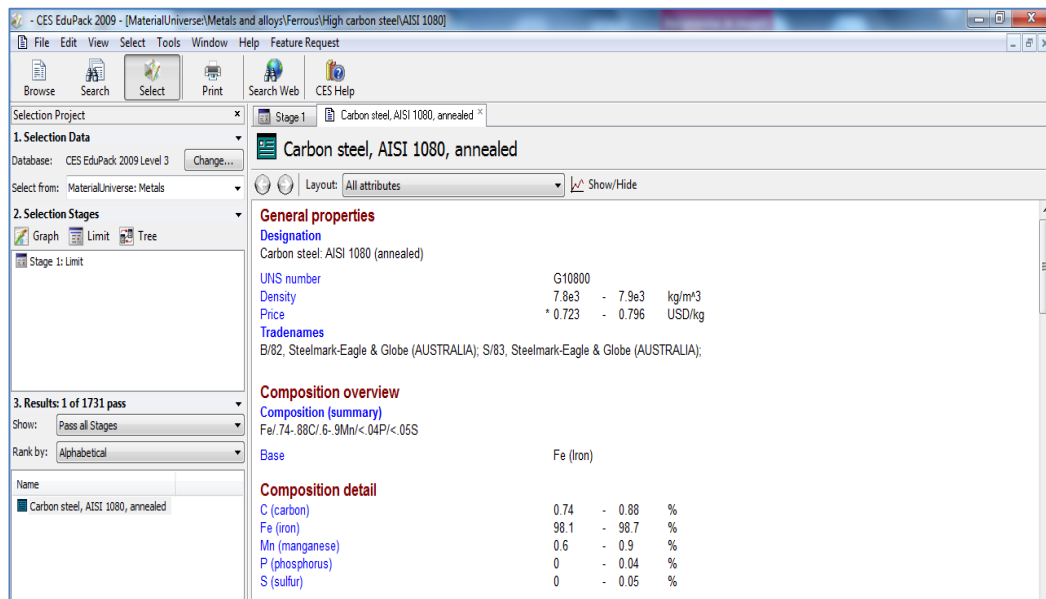 - CES EduPack 2009 - [MaterialUniverse:\Metals and alloys\Ferrous\High carbon steel\AISI 1080]
File Edit View Select Tools Window Help Feature Request
Browse Search Select Print Search Web CES Help
Selection Project
1. Selection Data
Database: CES EduPack 2009 Level 3 Change...
Select from: MaterialUniverse: Metals
2. Selection Stages
Graph Limit Tree
Stage 1: Limit
3. Results: 1 of 1731 pass
Show: Pass all Stages
Rank by: Alphabetical
Name
Carbon steel, AISI 1080, annealed
Stage 1 Carbon steel, AISI 1080, annealed
Carbon steel, AISI 1080, annealed
Layout: All attributes Show/Hide
General properties
Designation
Carbon steel: AISI 1080 (annealed)
UNS number G10800
Density 7.8e3 - 7.9e3 kg/m^3
Price * 0.723 - 0.796 USD/kg
Tradenames
B/82, Steelmark-Eagle & Globe (AUSTRALIA); S/83, Steelmark-Eagle & Globe (AUSTRALIA);
Composition overview
Composition (summary)
Fe/.74-.88C/.6-.9Mn/<.04P/<.05S
Base Fe (Iron)
Composition detail
C (carbon) 0.74 - 0.88 %
Fe (iron) 98.1 - 98.7 %
Mn (manganese) 0.6 - 0.9 %
P (phosphorus) 0 - 0.04 %
S (sulfur) 0 - 0.05 %